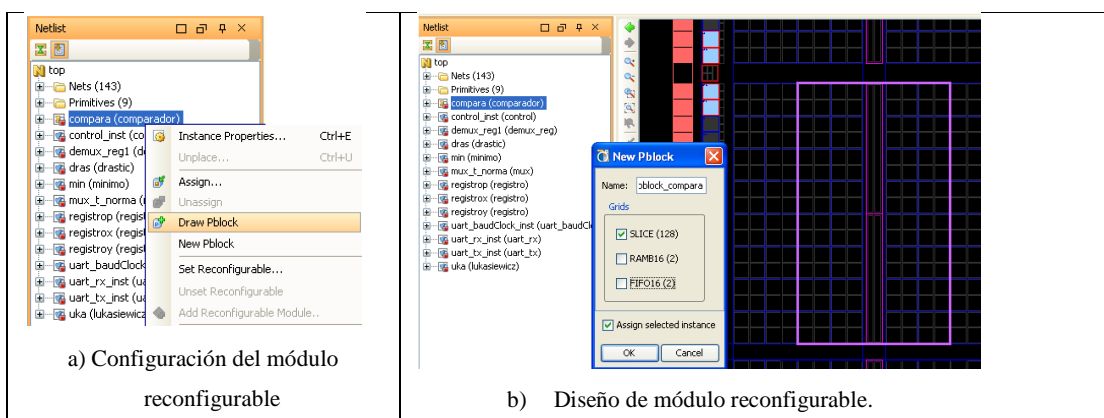 Netlist
top
Nets (143)
Primitives (9)
compara (comparador)
control_inst (co
demux_reg1 (d
dras (drastic)
min (minimo)
mux_t_norma (
registrop (regist
registrox (regist
registroy (regist
uart_baudClock
uart_rx_inst (ua
uart_tx_inst (ua
uka (lukasiewicz
Instance Properties... Ctrl+E
Unplace... Ctrl+U
Assign...
Unassign
Draw Pblock
New Pblock
Set Reconfigurable...
Unset Reconfigurable
Add Reconfigurable Module..
a) Configuración del módulo
reconfigurable
Netlist
top
Nets (143)
Primitives (9)
compara (comparador)
control_inst (control)
demux_reg1 (demux_reg)
dras (drastic)
min (minimo)
mux_t_norma (mux)
registrop (registro)
registrox (registro)
registroy (registro)
uart_baudClock_inst (uart_baudCl
uart_rx_inst (uart_rx)
uart_tx_inst (uart_tx)
uka (lukasiewicz)
New Pblock
Name: pblock_compara
Grids
SLICE (128)
RAMB16 (2)
FIFO16 (2)
Assign selected instance
OK Cancel
b) Diseño de módulo reconfigurable.